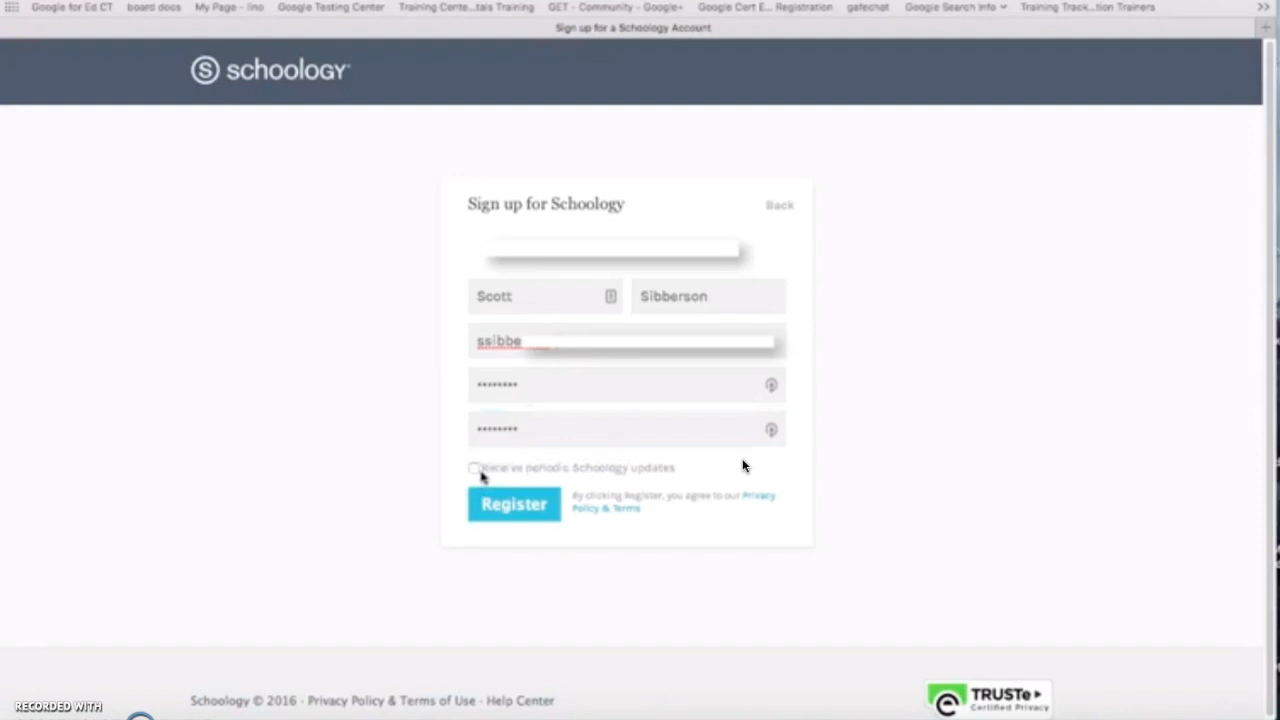 Google for Ed CT board docs My Page - lino Google Testing Center Training Cente...tals Training GET - Community - Google+ Google Cert E... Registration gafechat Google Search Info Training Track...tion Trainers
Sign up for a Schoology Account
S schoology
Sign up for Schoology Back
Scott Sibberson
ssibbe
••••••••
••••••••
Receive periodic Schoology updates
Register
By clicking Register, you agree to our Privacy
Policy & Terms
Schoology © 2016 · Privacy Policy & Terms of Use · Help Center
TRUSTe
Certified Privacy
RECORDED WITH